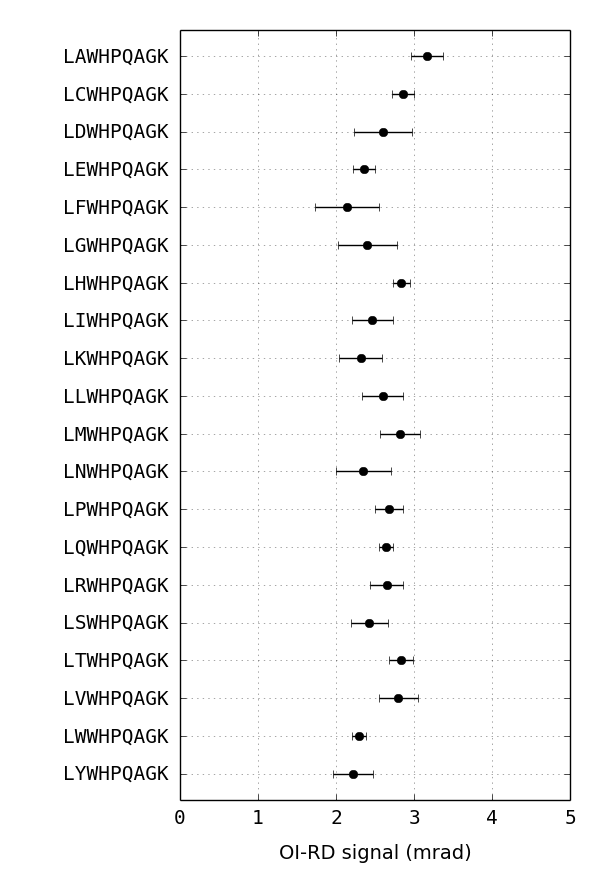 LAWHPQAGK
LCWHPQAGK
LDWHPQAGK
LEWHPQAGK
LFWHPQAGK
LGWHPQAGK
LHWHPQAGK
LIWHPQAGK
LKWHPQAGK
LLWHPQAGK
LMWHPQAGK
LNWHPQAGK
LPWHPQAGK
LQWHPQAGK
LRWHPQAGK
LSWHPQAGK
LTWHPQAGK
LVWHPQAGK
LWWHPQAGK
LYWHPQAGK
0 1 2 3 4 5
OI-RD signal (mrad)